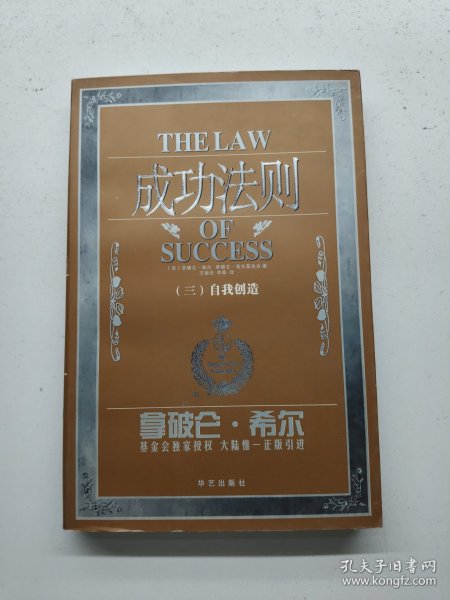 THE LAW
成功法则
OF
SUCCESS
（三）自我创造
拿破仑·希尔
基金会独家授权 大陆惟一正版引进
华艺出版社
孔夫子旧书网
www.kongfz.com